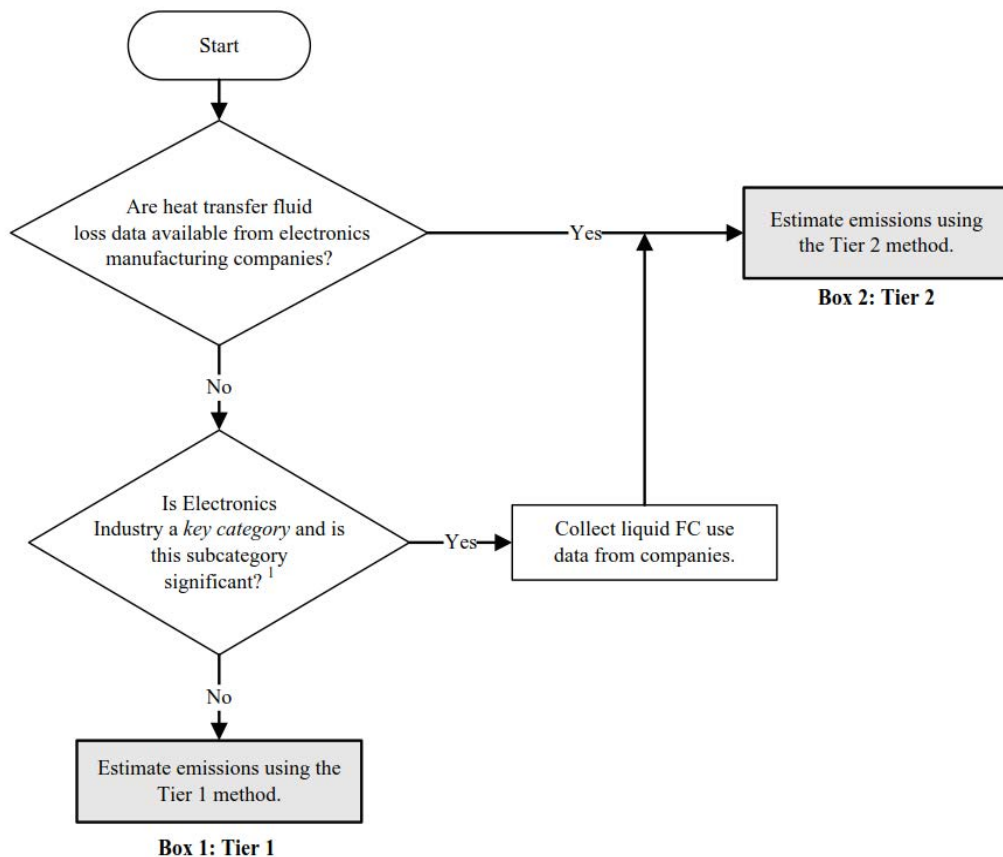 Start
Are heat transfer fluid
loss data available from electronics
manufacturing companies?
Yes
Estimate emissions using
the Tier 2 method.
Box 2: Tier 2
No
Is Electronics
Industry a key category and is
this subcategory
significant? 1
Yes
Collect liquid FC use
data from companies.
No
Estimate emissions using the
Tier 1 method.
Box 1: Tier 1